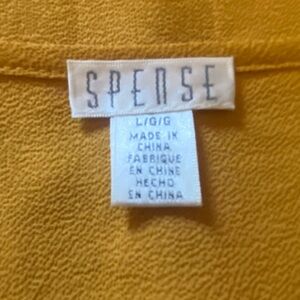 SPENSE
L/G/G
MADE IN
CHINA
FABRIQUE
EN CHINE
HECHO
EN CHINA